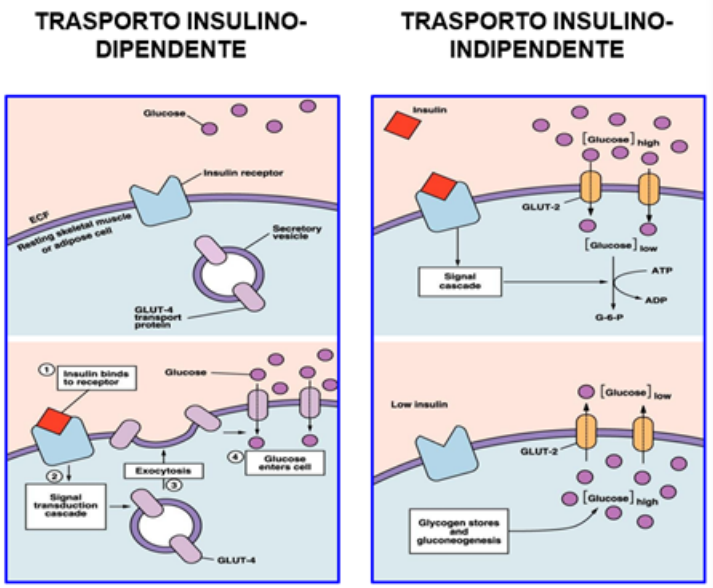 TRASPORTO INSULINO-
DIPENDENTE
Glucose
Insulin receptor
ECF
Resting skeletal muscle
or adipose cell
Secretory
vesicle
GLUT-4
transport
protein
1
Insulin binds
to receptor
Glucose
2
Signal
transduction
cascade
Exocytosis
3
4
Glucose
enters cell
GLUT-4
TRASPORTO INSULINO-
INDIPENDENTE
Insulin
[Glucose] high
GLUT-2
[Glucose] low
Signal
cascade
ATP
ADP
G-6-P
Low insulin
[Glucose] low
GLUT-2
[Glucose] high
Glycogen stores
and
gluconeogenesis